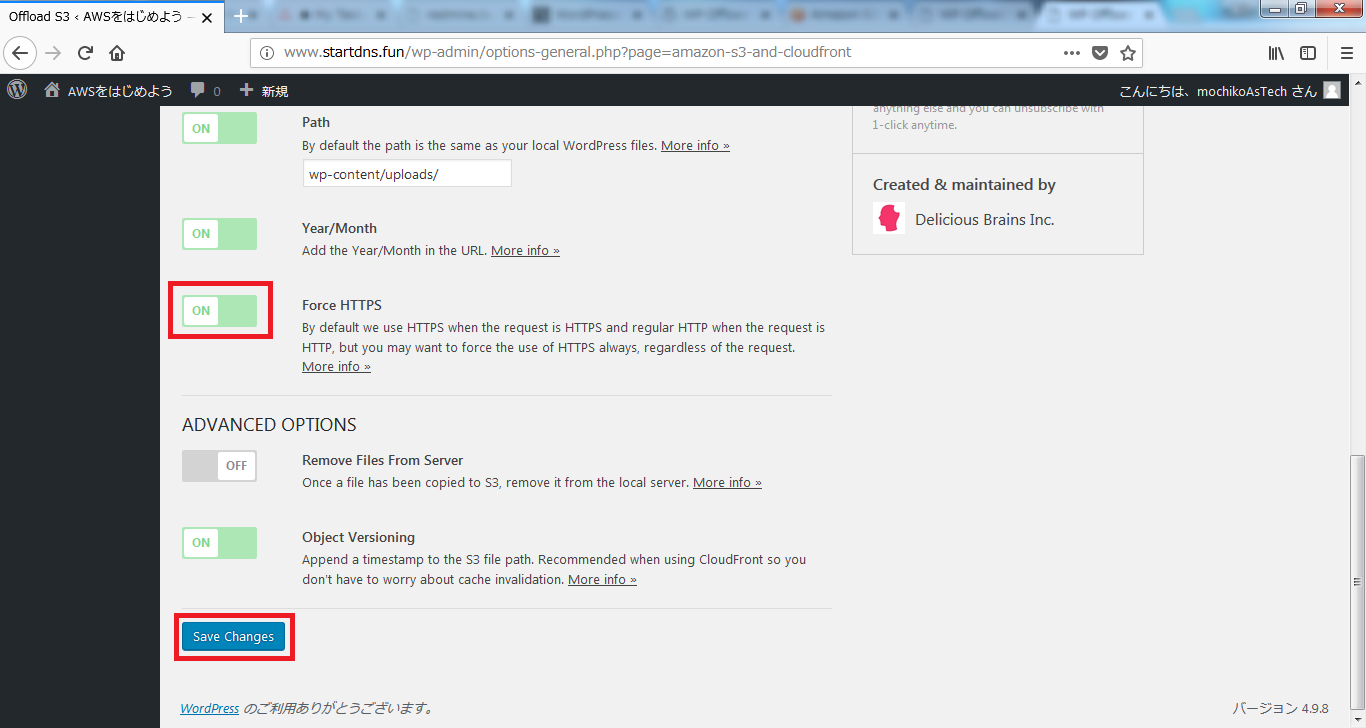 Offload S3 ‹ AWSをはじめよう –
www.startdns.fun/wp-admin/options-general.php?page=amazon-s3-and-cloudfront
AWSをはじめよう 0 新規 こんにちは、mochikoAsTech さん
ON
Path
By default the path is the same as your local WordPress files. More info »
wp-content/uploads/
ON
Year/Month
Add the Year/Month in the URL. More info »
ON
Force HTTPS
By default we use HTTPS when the request is HTTPS and regular HTTP when the request is
HTTP, but you may want to force the use of HTTPS always, regardless of the request.
More info »
ADVANCED OPTIONS
OFF
Remove Files From Server
Once a file has been copied to S3, remove it from the local server. More info »
ON
Object Versioning
Append a timestamp to the S3 file path. Recommended when using CloudFront so you
don't have to worry about cache invalidation. More info »
Save Changes
anything else and you can unsubscribe with
1-click anytime.
Created & maintained by
Delicious Brains Inc.
WordPress のご利用ありがとうございます。
バージョン 4.9.8